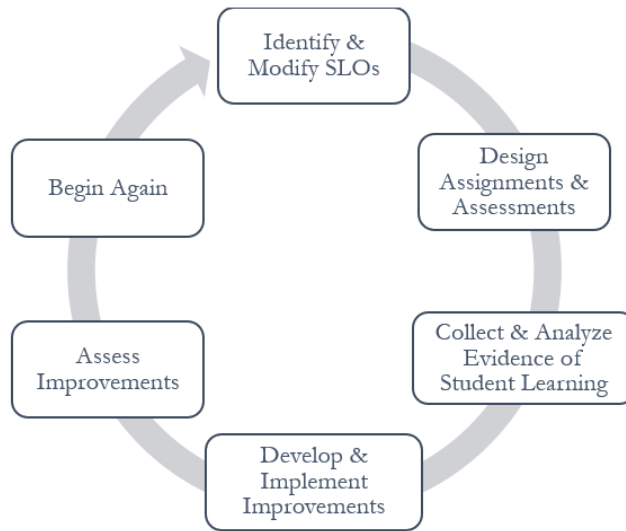 Identify &
Modify SLOs
Design
Assignments &
Assessments
Collect & Analyze
Evidence of
Student Learning
Develop &
Implement
Improvements
Assess
Improvements
Begin Again